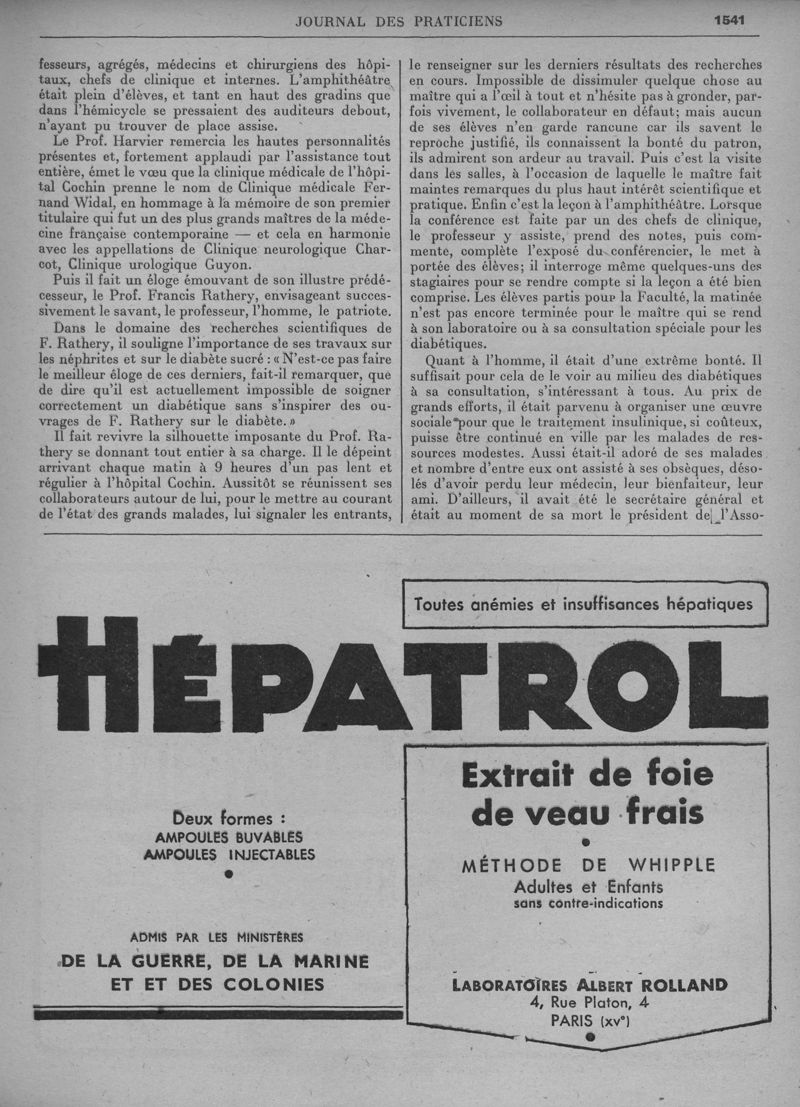 JOURNAL DES PRATICIENS
1541
fesseurs, agrégés, médecins et chirurgiens des hôpi-
taux, chefs de clinique et internes. L'amphithéâtre
était plein d'élèves, et tant en haut des gradins que
dans l'hémicycle se pressaient des auditeurs debout,
n'ayant pu trouver de place assise.
Le Prof. Harvier remercia les hautes personnalités
présentes et, fortement applaudi par l'assistance tout
entière, émet le vœu que la clinique médicale de l'hôpi-
tal Cochin prenne le nom de Clinique médicale Fer-
nand Widal, en hommage à la mémoire de son premier
titulaire qui fut un des plus grands maîtres de la méde-
cine française contemporaine — et cela en harmonie
avec les appellations de Clinique neurologique Char-
cot, Clinique urologique Guyon.
Puis il fait un éloge émouvant de son illustre prédé-
cesseur, le Prof. Francis Rathery, envisageant succes-
sivement le savant, le professeur, l'homme, le patriote.
Dans le domaine des recherches scientifiques de
F. Rathery, il souligne l'importance de ses travaux sur
les néphrites et sur le diabète sucré : « N'est-ce pas faire
le meilleur éloge de ces derniers, fait-il remarquer, que
de dire qu'il est actuellement impossible de soigner
correctement un diabétique sans s'inspirer des ou-
vrages de F. Rathery sur le diabète. »
Il fait revivre la silhouette imposante du Prof. Ra-
thery se donnant tout entier à sa charge. Il le dépeint
arrivant chaque matin à 9 heures d'un pas lent et
régulier à l'hôpital Cochin. Aussitôt se réunissent ses
collaborateurs autour de lui, pour le mettre au courant
de l'état des grands malades, lui signaler les entrants,
le renseigner sur les derniers résultats des recherches
en cours. Impossible de dissimuler quelque chose au
maître qui a l'œil à tout et n'hésite pas à gronder, par-
fois vivement, le collaborateur en défaut; mais aucun
de ses élèves n'en garde rancune car ils savent le
reproche justifié, ils connaissent la bonté du patron,
ils admirent son ardeur au travail. Puis c'est la visite
dans les salles, à l'occasion de laquelle le maître fait
maintes remarques du plus haut intérêt scientifique et
pratique. Enfin c'est la leçon à l'amphithéâtre. Lorsque
la conférence est faite par un des chefs de clinique,
le professeur y assiste, prend des notes, puis com-
mente, complète l'exposé du conférencier, le met à
portée des élèves; il interroge même quelques-uns des
stagiaires pour se rendre compte si la leçon a été bien
comprise. Les élèves partis pour la Faculté, la matinée
n'est pas encore terminée pour le maître qui se rend
à son laboratoire ou à sa consultation spéciale pour les
diabétiques.
Quant à l'homme, il était d'une extrême bonté. Il
suffisait pour cela de le voir au milieu des diabétiques
à sa consultation, s'intéressant à tous. Au prix de
grands efforts, il était parvenu à organiser une œuvre
sociale pour que le traitement insulinique, si coûteux,
puisse être continué en ville par les malades de res-
sources modestes. Aussi était-il adoré de ses malades
et nombre d'entre eux ont assisté à ses obsèques, déso-
lés d'avoir perdu leur médecin, leur bienfaiteur, leur
ami. D'ailleurs, il avait été le secrétaire général et
était au moment de sa mort le président de l'Asso-
Toutes anémies et insuffisances hépatiques
HÉPATROL
Deux formes :
AMPOULES BUVABLES
AMPOULES INJECTABLES
ADMIS PAR LES MINISTÈRES
DE LA GUERRE, DE LA MARINE
ET ET DES COLONIES
Extrait de foie
de veau frais
MÉTHODE DE WHIPPLE
Adultes et Enfants
sans contre-indications
LABORATOIRES ALBERT ROLLAND
4, Rue Platon, 4
PARIS (XVᵉ)